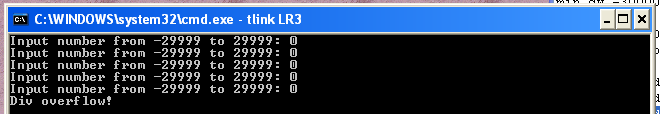 C:\WINDOWS\system32\cmd.exe - tlink LR3
Input number from -29999 to 29999: 0
Input number from -29999 to 29999: 0
Input number from -29999 to 29999: 0
Input number from -29999 to 29999: 0
Input number from -29999 to 29999: 0
Div overflow!